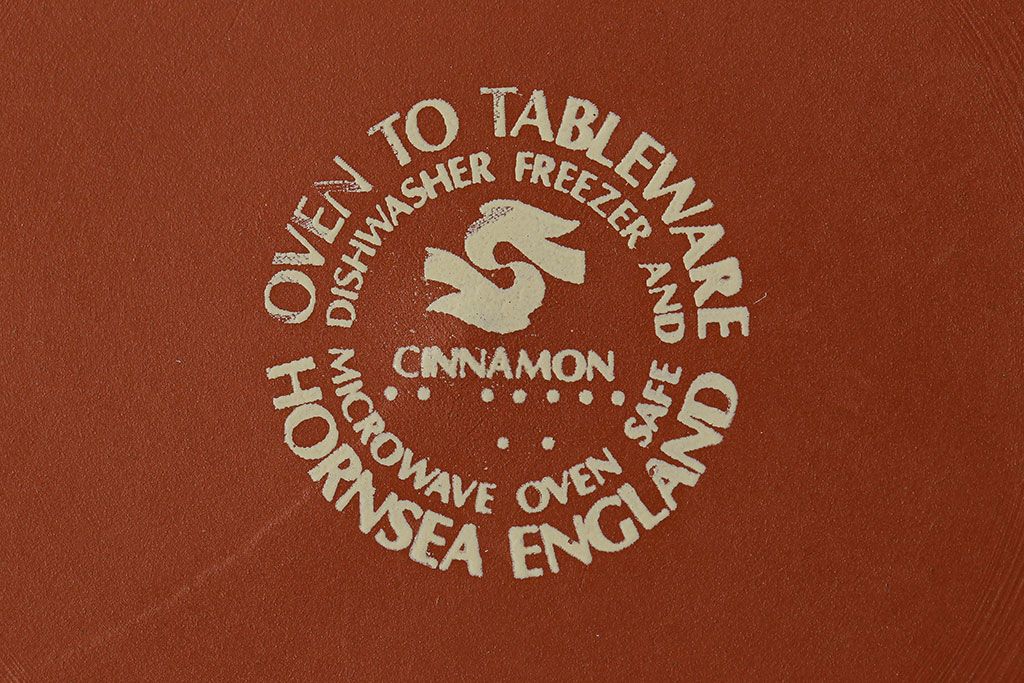 OVEN TO TABLEWARE
DISHWASHER FREEZER AND
CINNAMON
MICROWAVE OVEN SAFE
HORNSEA ENGLAND